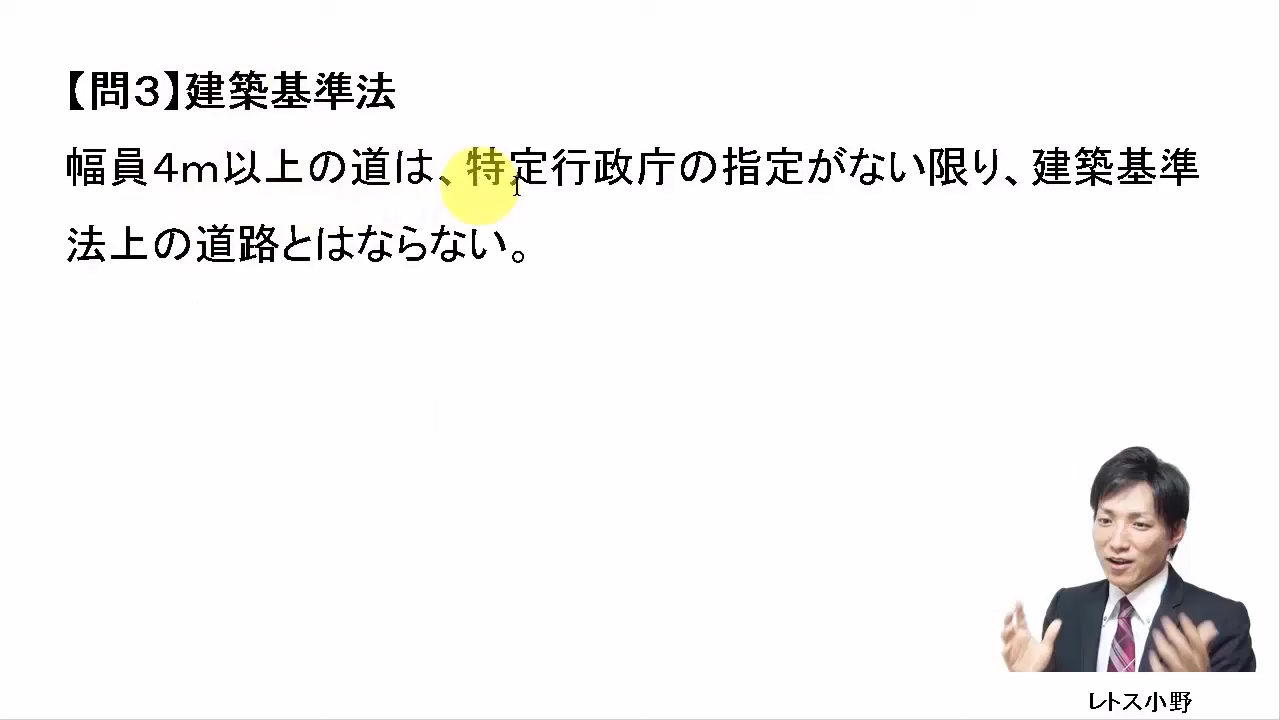 【問３】建築基準法
幅員４ｍ以上の道は、特定行政庁の指定がない限り、建築基準
法上の道路とはならない。
レトス小野